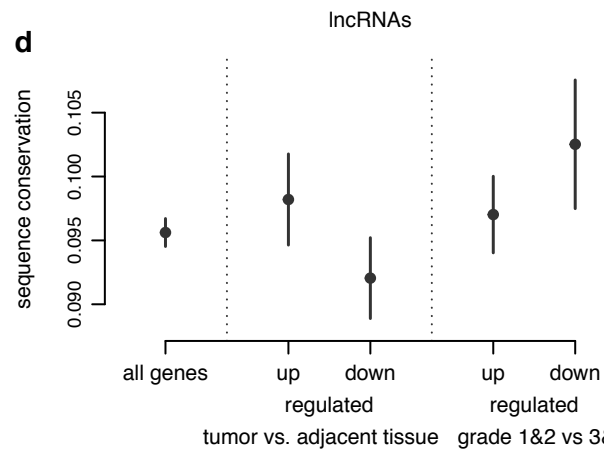 lncRNAs
d
sequence conservation
0.105
0.100
0.095
0.090
all genes up down up down
regulated regulated
tumor vs. adjacent tissue grade 1&2 vs 3&